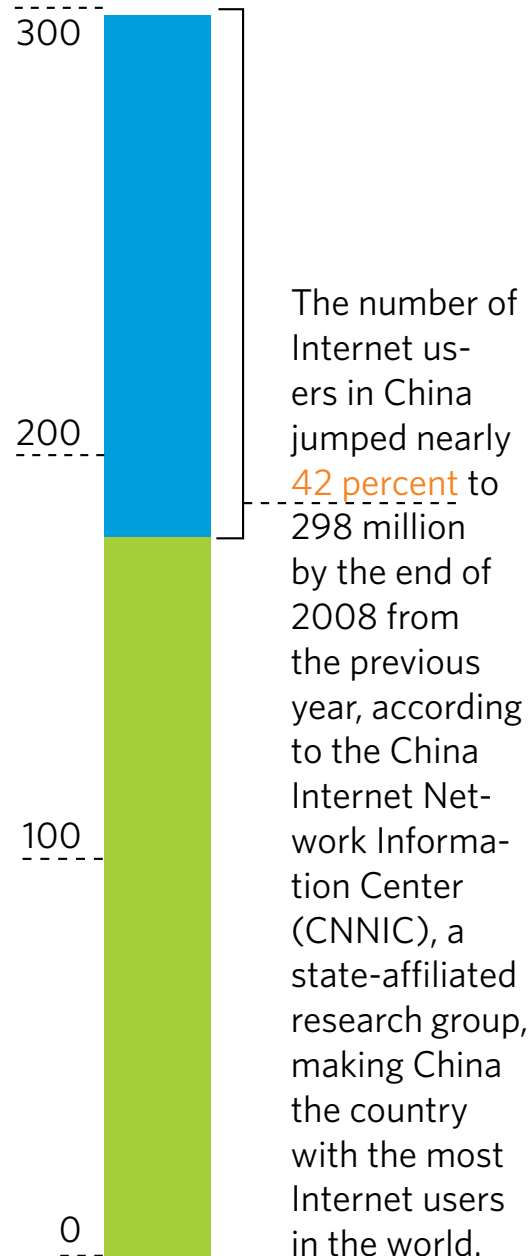 300
200
100
0
The number of
Internet us-
ers in China
jumped nearly
42 percent to
298 million
by the end of
2008 from
the previous
year, according
to the China
Internet Net-
work Informa-
tion Center
(CNNIC), a
state-affiliated
research group,
making China
the country
with the most
Internet users
in the world.